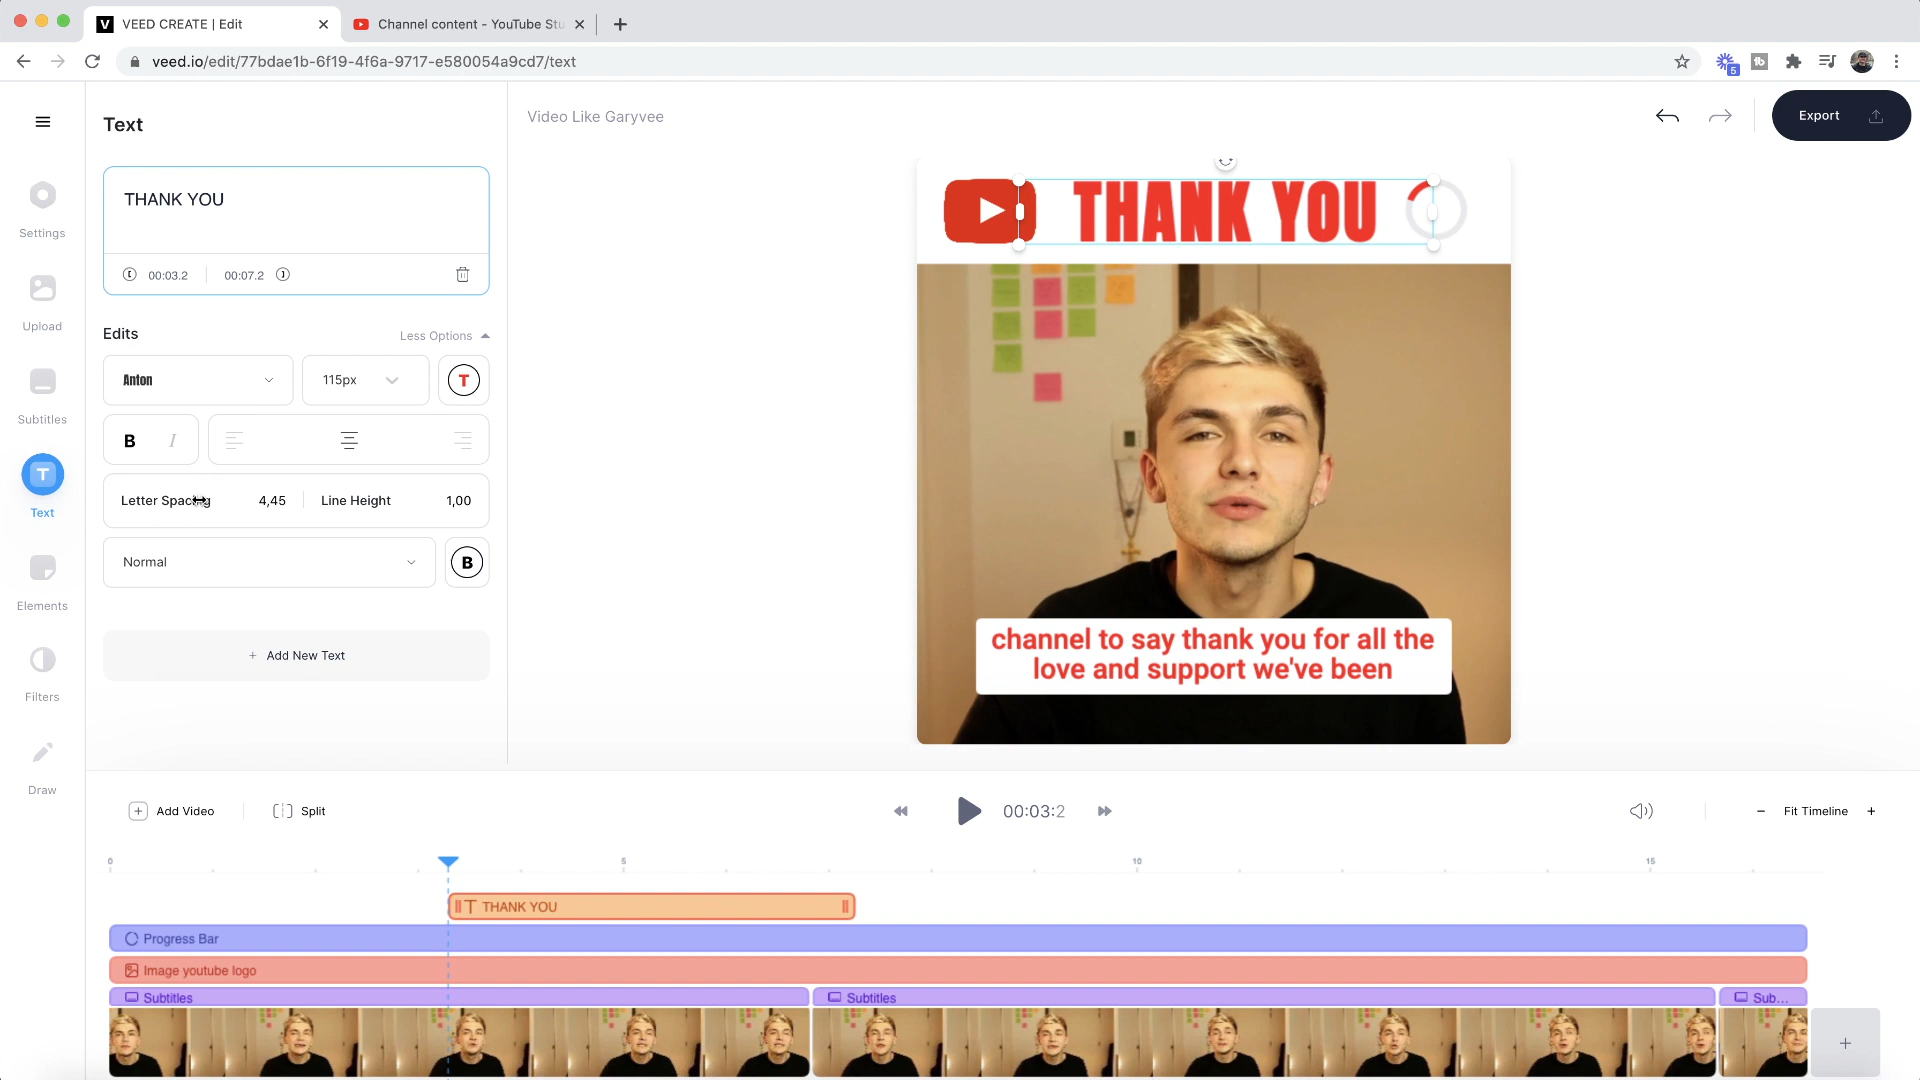 VEED CREATE | Edit
Channel content - YouTube Stu
veed.io/edit/77bdae1b-6f19-4f6a-9717-e580054a9cd7/text
5
tb
Text
Video Like Garyvee
Export
THANK YOU
00:03.2
00:07.2
Edits
Less Options
Anton
115px
T
B
I
Letter Spacing
4,45
Line Height
1,00
Normal
B
+ Add New Text
Settings
Upload
Subtitles
T
Text
Elements
Filters
Draw
THANK YOU
channel to say thank you for all the
love and support we've been
Add Video
Split
00:03:2
- Fit Timeline +
0
5
10
15
T THANK YOU
Progress Bar
Image youtube logo
Subtitles
Subtitles
Sub...
+